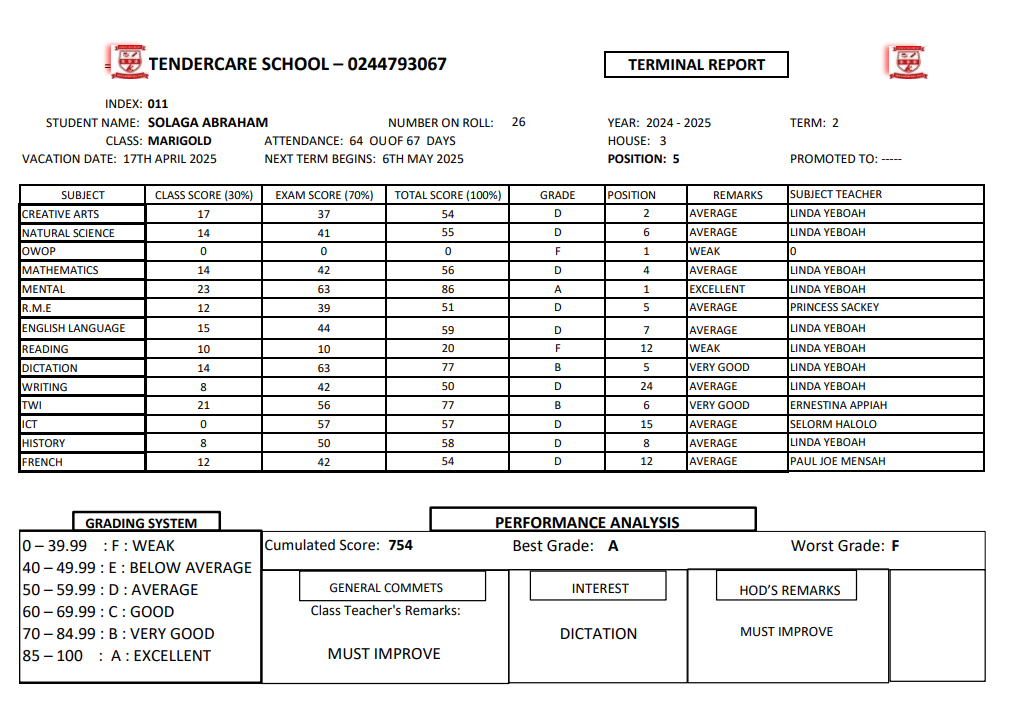 TENDERCARE SCHOOL – 0244793067
TERMINAL REPORT
INDEX: 011
STUDENT NAME: SOLAGA ABRAHAM NUMBER ON ROLL: 26 YEAR: 2024 - 2025 TERM: 2
CLASS: MARIGOLD ATTENDANCE: 64 OU OF 67 DAYS HOUSE: 3
VACATION DATE: 17TH APRIL 2025 NEXT TERM BEGINS: 6TH MAY 2025 POSITION: 5 PROMOTED TO: -----
SUBJECT CLASS SCORE (30%) EXAM SCORE (70%) TOTAL SCORE (100%) GRADE POSITION REMARKS SUBJECT TEACHER
CREATIVE ARTS 17 37 54 D 2 AVERAGE LINDA YEBOAH
NATURAL SCIENCE 14 41 55 D 6 AVERAGE LINDA YEBOAH
OWOP 0 0 0 F 1 WEAK 0
MATHEMATICS 14 42 56 D 4 AVERAGE LINDA YEBOAH
MENTAL 23 63 86 A 1 EXCELLENT LINDA YEBOAH
R.M.E 12 39 51 D 5 AVERAGE PRINCESS SACKEY
ENGLISH LANGUAGE 15 44 59 D 7 AVERAGE LINDA YEBOAH
READING 10 10 20 F 12 WEAK LINDA YEBOAH
DICTATION 14 63 77 B 5 VERY GOOD LINDA YEBOAH
WRITING 8 42 50 D 24 AVERAGE LINDA YEBOAH
TWI 21 56 77 B 6 VERY GOOD ERNESTINA APPIAH
ICT 0 57 57 D 15 AVERAGE SELORM HALOLO
HISTORY 8 50 58 D 8 AVERAGE LINDA YEBOAH
FRENCH 12 42 54 D 12 AVERAGE PAUL JOE MENSAH
GRADING SYSTEM
0 – 39.99 : F : WEAK
40 – 49.99 : E : BELOW AVERAGE
50 – 59.99 : D : AVERAGE
60 – 69.99 : C : GOOD
70 – 84.99 : B : VERY GOOD
85 – 100 : A : EXCELLENT
PERFORMANCE ANALYSIS
Cumulated Score: 754 Best Grade: A Worst Grade: F
GENERAL COMMETS
Class Teacher's Remarks:
MUST IMPROVE
INTEREST
DICTATION
HOD'S REMARKS
MUST IMPROVE